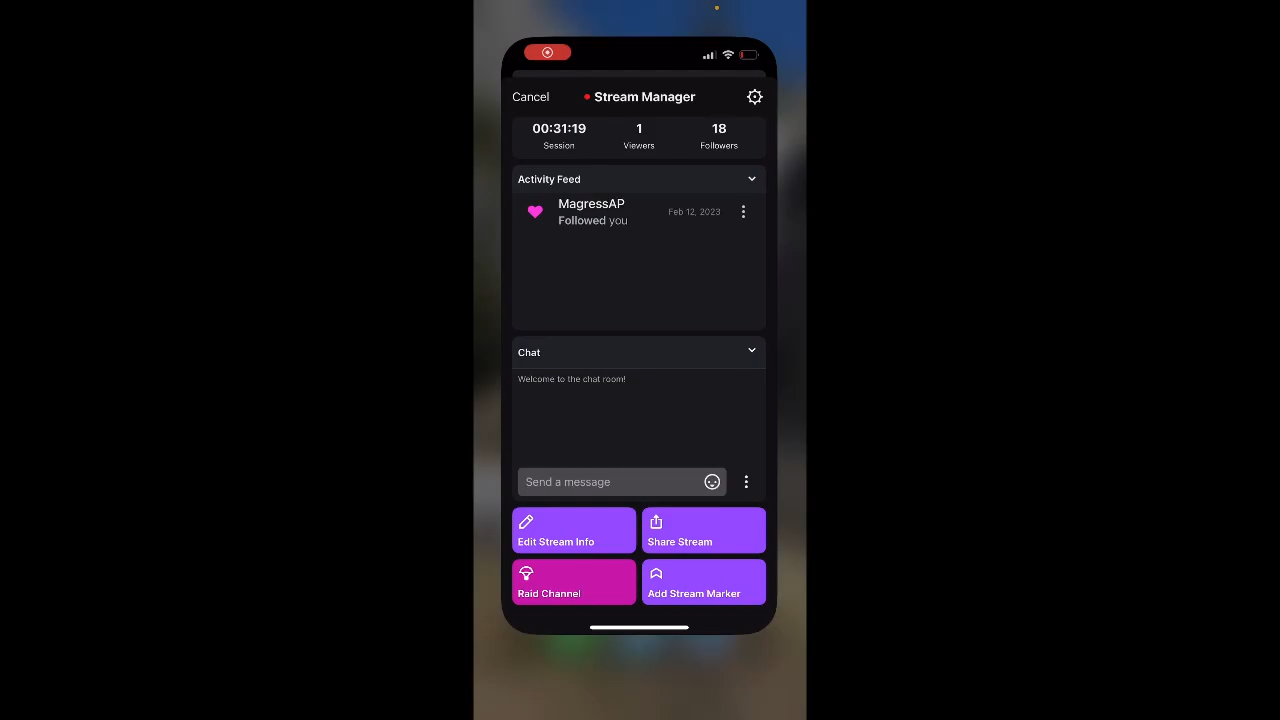 Cancel
Stream Manager
00:31:19 1 18
Session Viewers Followers
Activity Feed
MagressAP
Followed you
Feb 12, 2023
Chat
Welcome to the chat room!
Send a message
Edit Stream Info
Share Stream
Raid Channel
Add Stream Marker